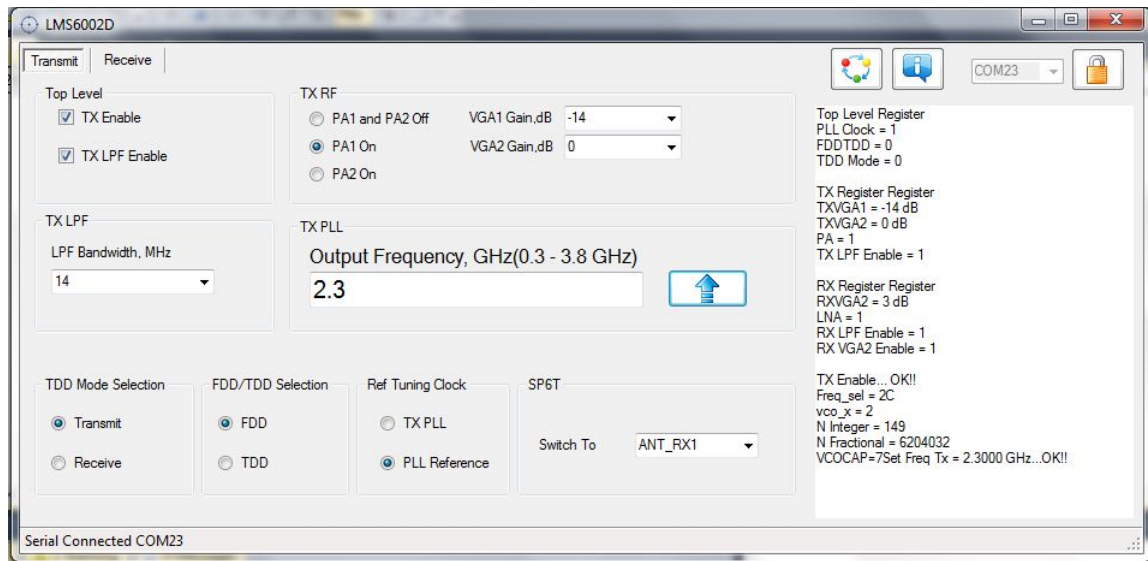 LMS6002D
Transmit
Receive
COM23
Top Level
TX Enable
TX LPF Enable
TX RF
PA1 and PA2 Off
PA1 On
PA2 On
VGA1 Gain,dB
-14
VGA2 Gain,dB
0
TX LPF
LPF Bandwidth, MHz
14
TX PLL
Output Frequency, GHz(0.3 - 3.8 GHz)
2.3
TDD Mode Selection
Transmit
Receive
FDD/TDD Selection
FDD
TDD
Ref Tuning Clock
TX PLL
PLL Reference
SP6T
Switch To
ANT_RX1
Top Level Register
PLL Clock = 1
FDDTDD = 0
TDD Mode = 0
TX Register Register
TXVGA1 = -14 dB
TXVGA2 = 0 dB
PA = 1
TX LPF Enable = 1
RX Register Register
RXVGA2 = 3 dB
LNA = 1
RX LPF Enable = 1
RX VGA2 Enable = 1
TX Enable... OK!!
Freq_sel = 2C
vco_x = 2
N Integer = 149
N Fractional = 6204032
VCOCAP=7Set Freq Tx = 2.3000 GHz...OK!!
Serial Connected COM23